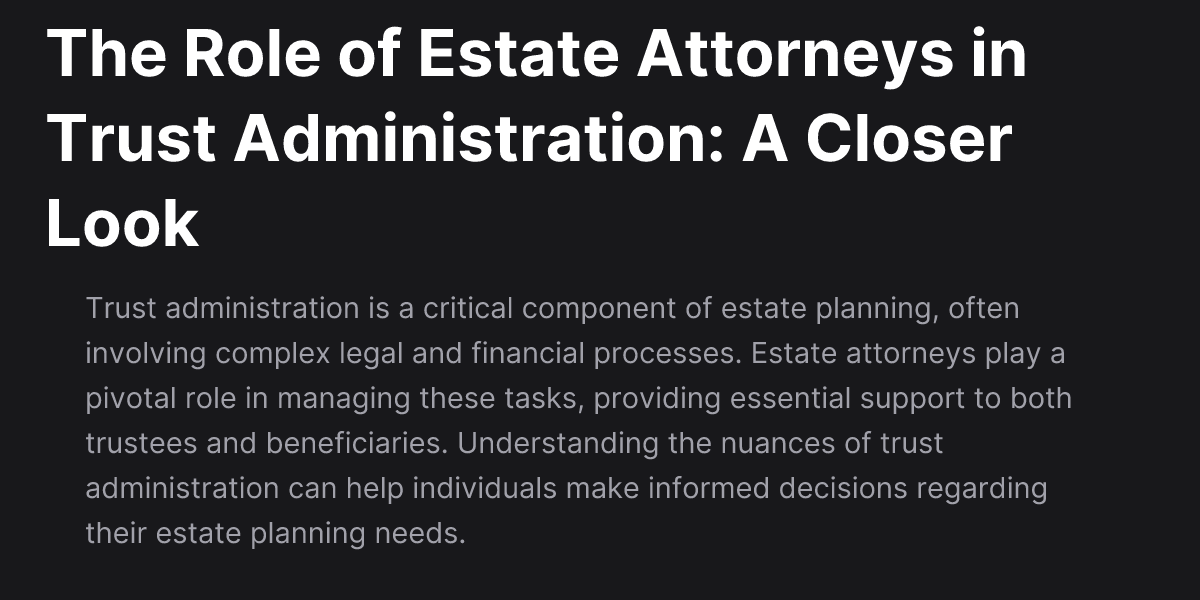 The Role of Estate Attorneys in
Trust Administration: A Closer
Look
Trust administration is a critical component of estate planning, often
involving complex legal and financial processes. Estate attorneys play a
pivotal role in managing these tasks, providing essential support to both
trustees and beneficiaries. Understanding the nuances of trust
administration can help individuals make informed decisions regarding
their estate planning needs.